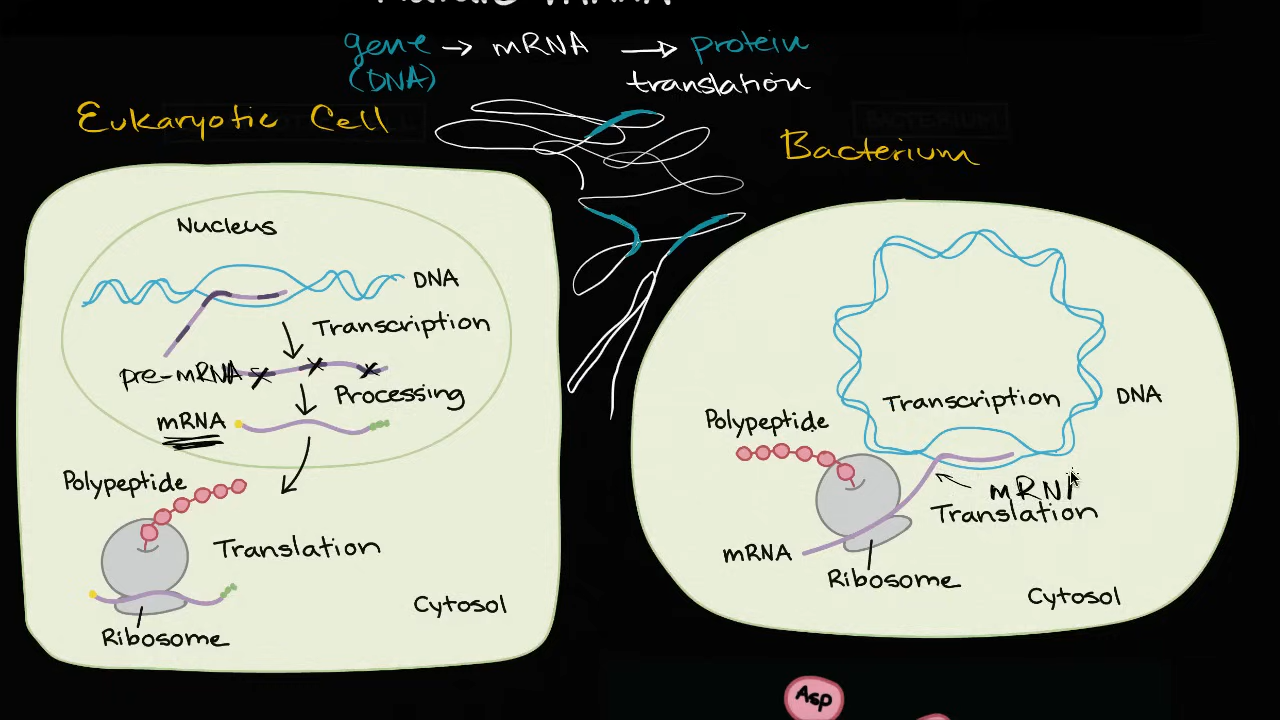 gene → mRNA → protein
(DNA) translation
Eukaryotic Cell
Bacterium
Nucleus
DNA
Transcription
pre-mRNA
Processing
mRNA
Polypeptide
Translation
Cytosol
Ribosome
Transcription
DNA
Polypeptide
Translation
mRNA
Ribosome
Cytosol
Asp